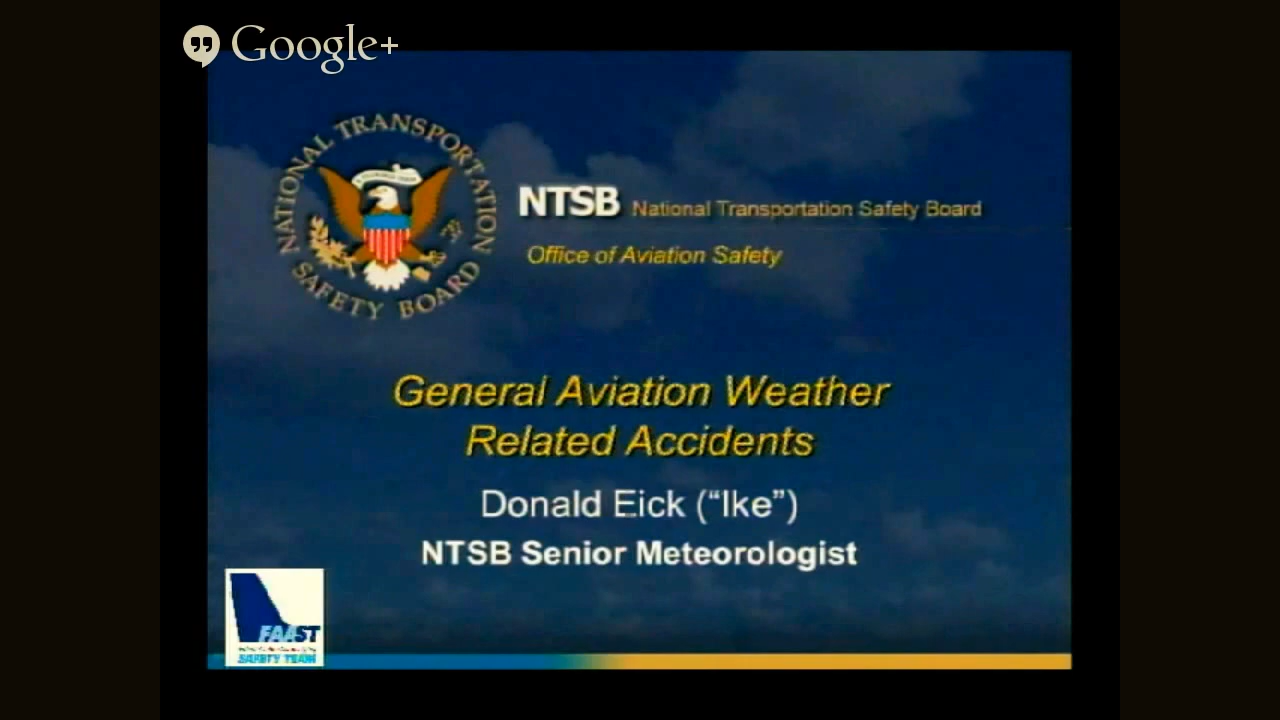 Google+
NATIONAL TRANSPORTATION SAFETY BOARD
NTSB National Transportation Safety Board
Office of Aviation Safety
General Aviation Weather
Related Accidents
Donald Eick (“Ike”)
NTSB Senior Meteorologist
FAAST
SAFETY TEAM